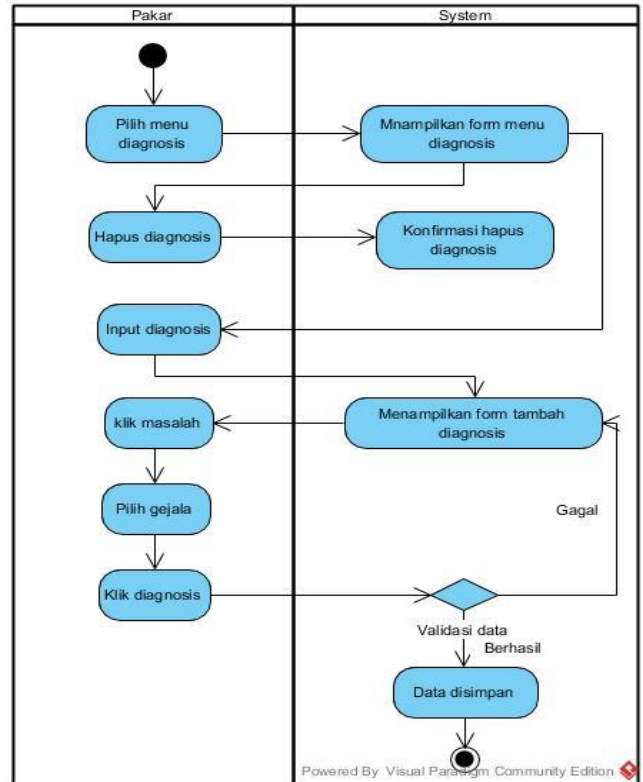 Pakar
System
Pilih menu
diagnosis
Mnampilkan form menu
diagnosis
Hapus diagnosis
Konfirmasi hapus
diagnosis
Input diagnosis
Menampilkan form tambah
diagnosis
klik masalah
Pilih gejala
Gagal
Klik diagnosis
Validasi data
Berhasil
Data disimpan
Powered By Visual Paradigm Community Edition